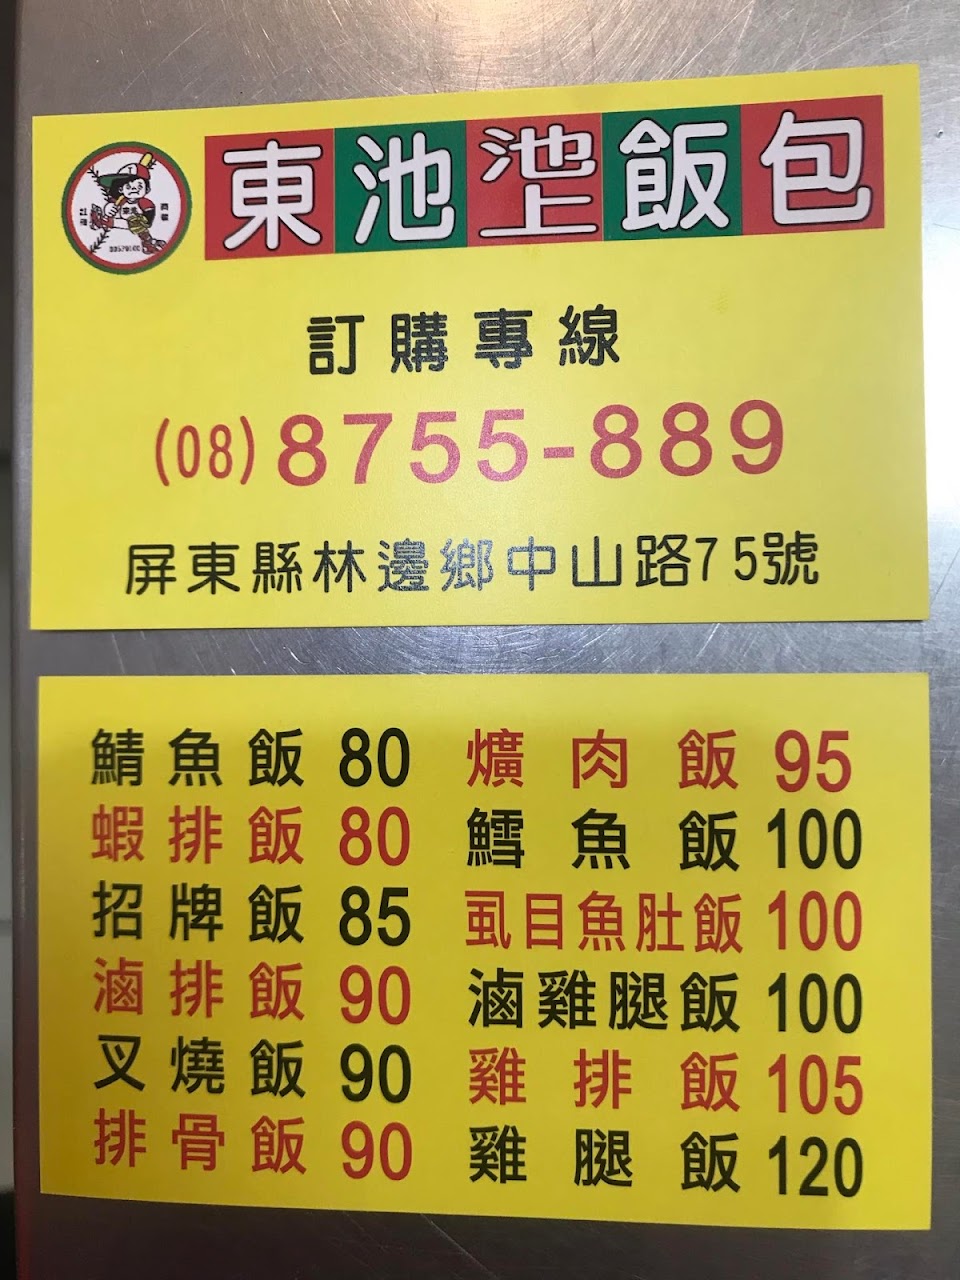 東池池上飯包
訂購專線
(08)8755-889
屏東縣林邊鄉中山路75號
鯖魚飯 80
蝦排飯 80
招牌飯 85
滷排飯 90
叉燒飯 90
排骨飯 90
爌肉飯 95
鱈魚飯 100
虱目魚肚飯 100
滷雞腿飯 100
雞排飯 105
雞腿飯 120